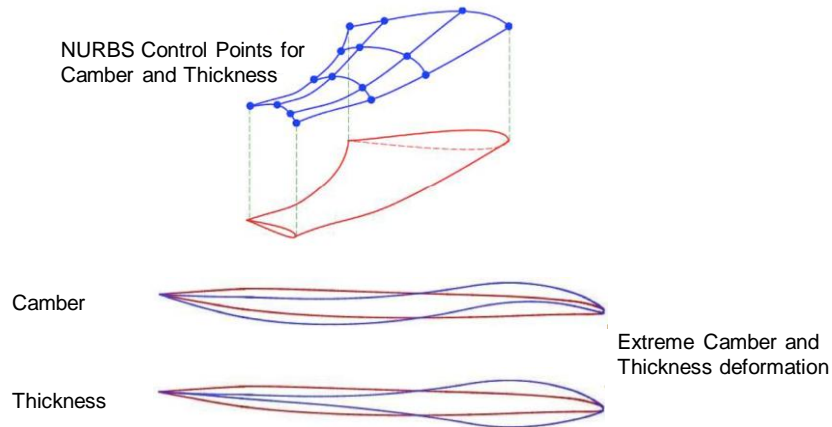 NURBS Control Points for
Camber and Thickness
Camber
Extreme Camber and
Thickness deformation
Thickness